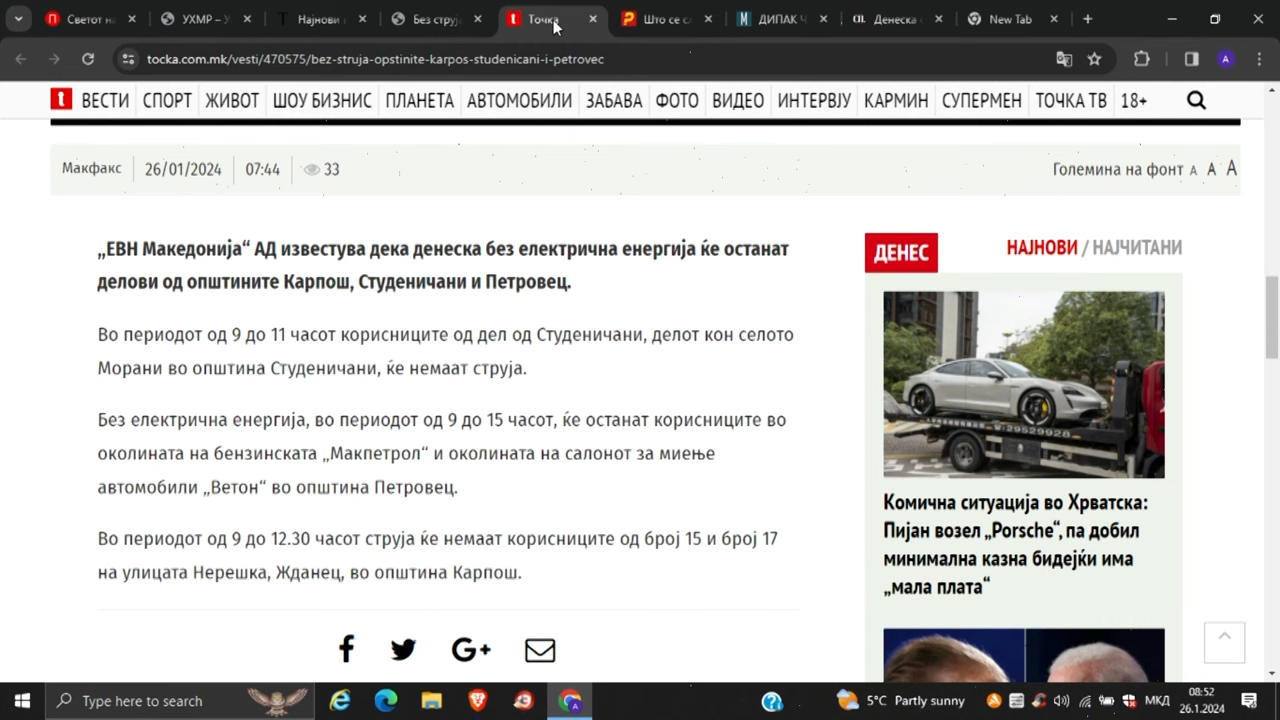 Светот на
УХМР – У
Најнови
Без струј
Точка
Што се с
ДИПАК Ч
Денеска
New Tab
tocka.com.mk/vesti/470575/bez-struja-opstinite-karpos-studenicani-i-petrovec
ВЕСТИ СПОРТ ЖИВОТ ШОУ БИЗНИС ПЛАНЕТА АВТОМОБИЛИ ЗАБАВА ФОТО ВИДЕО ИНТЕРВЈУ КАРМИН СУПЕРМЕН ТОЧКА ТВ 18+
Макфакс 26/01/2024 07:44 33
Големина на фонт A A A
„ЕВН Македонија“ АД известува дека денеска без електрична енергија ќе останат
делови од општините Карпош, Студеничани и Петровец.
Во периодот од 9 до 11 часот корисниците од дел од Студеничани, делот кон селото
Морани во општина Студеничани, ќе немаат струја.
Без електрична енергија, во периодот од 9 до 15 часот, ќе останат корисниците во
околината на бензинската „Макпетрол“ и околината на салонот за миење
автомобили „Ветон“ во општина Петровец.
Во периодот од 9 до 12.30 часот струја ќе немаат корисниците од број 15 и број 17
на улицата Нерешка, Жданец, во општина Карпош.
ДЕНЕС
НАЈНОВИ / НАЈЧИТАНИ
29529928
Комична ситуација во Хрватска:
Пијан возел „Porsche“, па добил
минимална казна бидејќи има
„мала плата“
Type here to search
5°C Partly sunny
МКД
08:52
26.1.2024